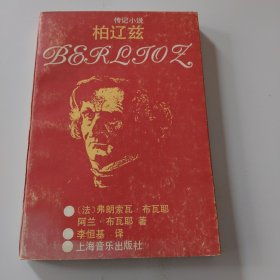 传记小说
柏辽兹
BERLIOZ
(法)弗朗索瓦·布瓦耶
阿兰·布瓦耶 著
李恒基 译
上海音乐出版社